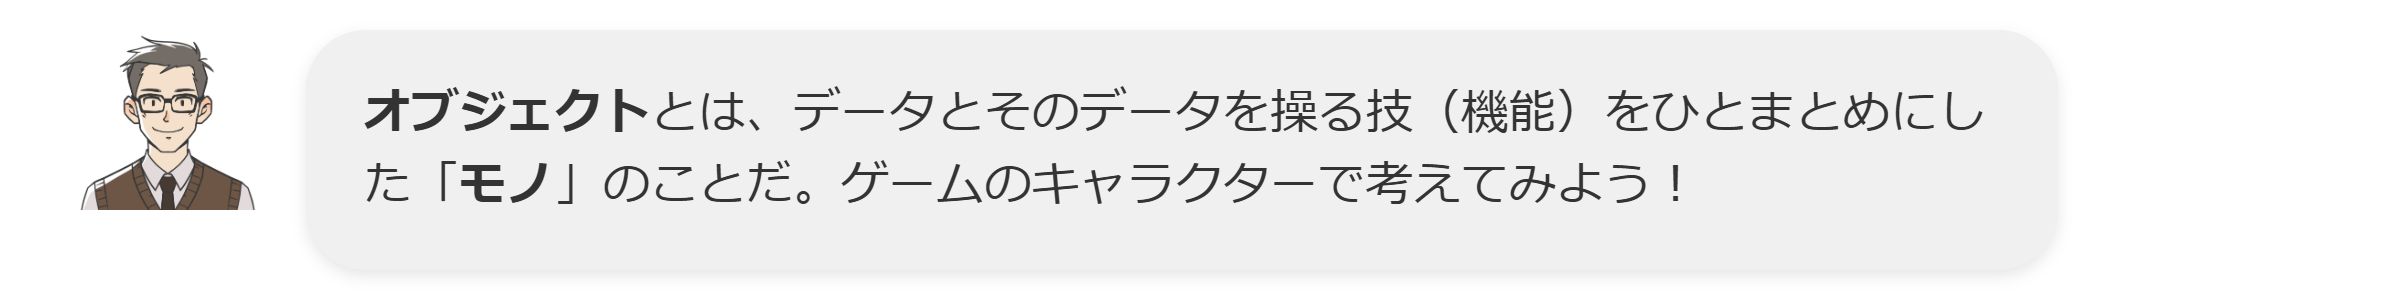 オブジェクトとは、データとそのデータを操る技（機能）をひとまとめにし
た「モノ」のことだ。ゲームのキャラクターで考えてみよう！